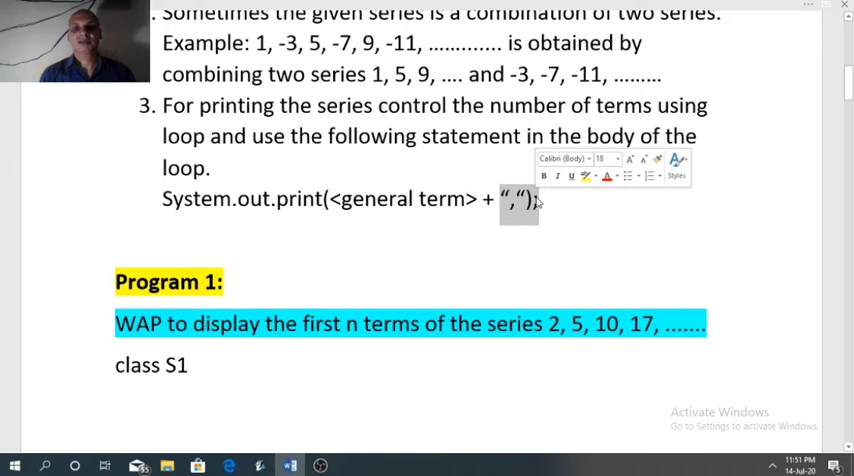 Sometimes the given series is a combination of two series.
Example: 1, -3, 5, -7, 9, -11, ……....... is obtained by
combining two series 1, 5, 9, …. and -3, -7, -11, ………
3. For printing the series control the number of terms using
loop and use the following statement in the body of the
loop.
Calibri (Body) 18
Styles
System.out.print(<general term> + “,“);
Program 1:
WAP to display the first n terms of the series 2, 5, 10, 17, .......
class S1
Activate Windows
Go to Settings to activate Windows.
11:51 PM
14-Jul-20